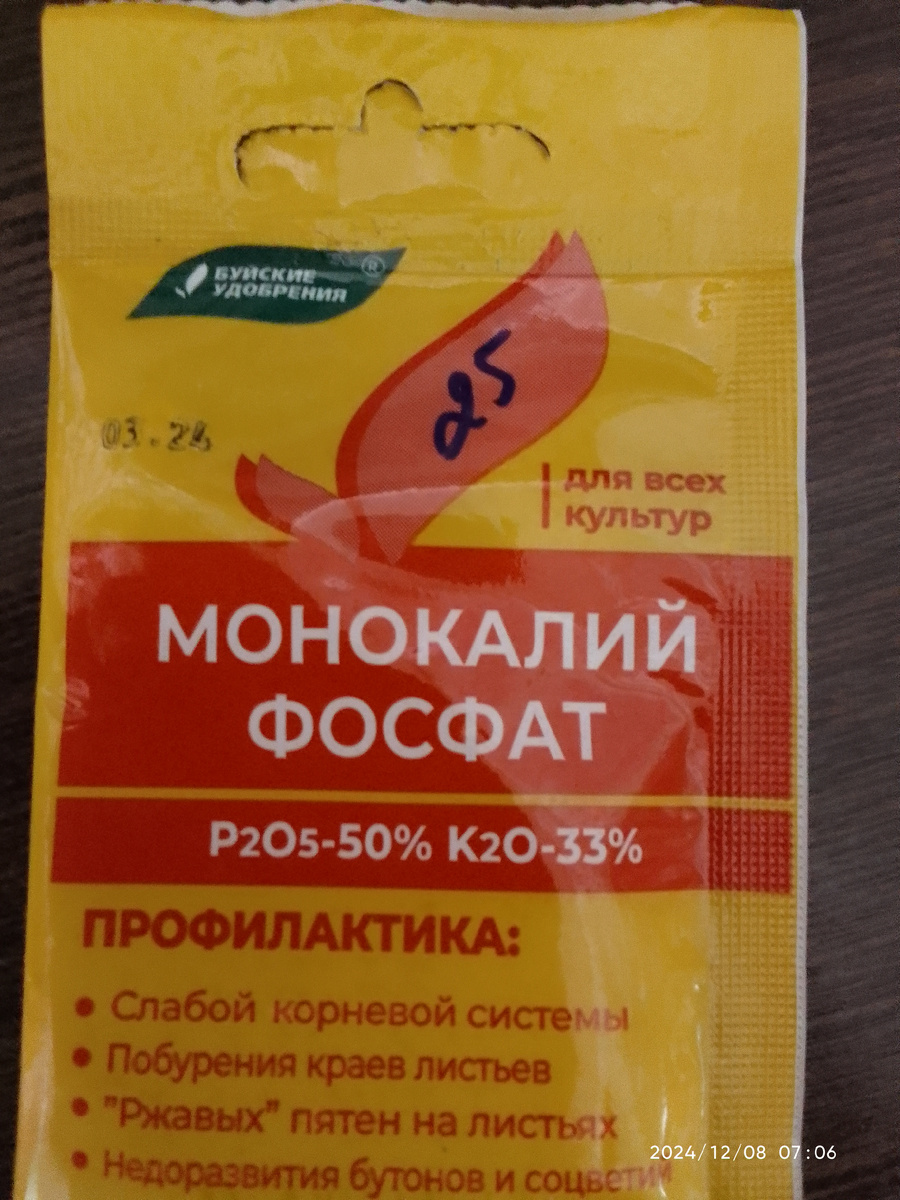 БУЙСКИЕ
УДОБРЕНИЯ ®
25
03.24
для всех
культур
МОНОКАЛИЙ
ФОСФАТ
P2O5-50% K2O-33%
ПРОФИЛАКТИКА:
• Слабой корневой системы
• Побурения краев листьев
• "Ржавых" пятен на листьях
• Недоразвития бутонов и соцветий
2024/12/08 07:06